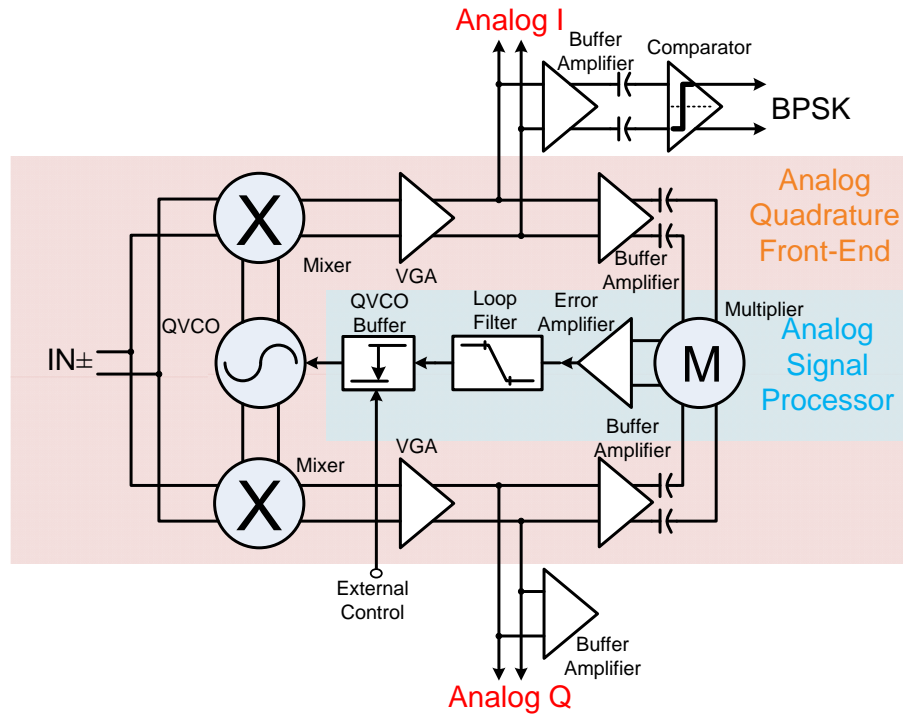 Analog I
Buffer
Amplifier
Comparator
BPSK
Analog
Quadrature
Front-End
X
Mixer
VGA
Buffer
Amplifier
QVCO
QVCO
Buffer
Loop
Filter
Error
Amplifier
Multiplier
Analog
Signal
Processor
IN±
M
Mixer
VGA
Buffer
Amplifier
X
External
Control
Buffer
Amplifier
Analog Q